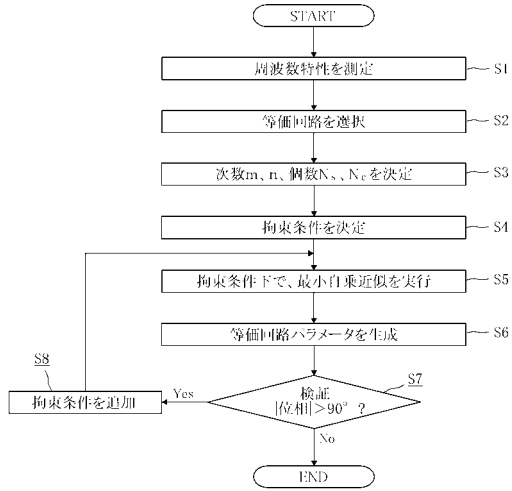 START
周波数特性を測定
S1
等価回路を選択
S2
次数m、n、個数Ns、Ncを決定
S3
拘束条件を決定
S4
拘束条件下で、最小自乗近似を実行
S5
等価回路パラメータを生成
S6
S7
検証
|位相|>90° ?
Yes
S8
拘束条件を追加
No
END